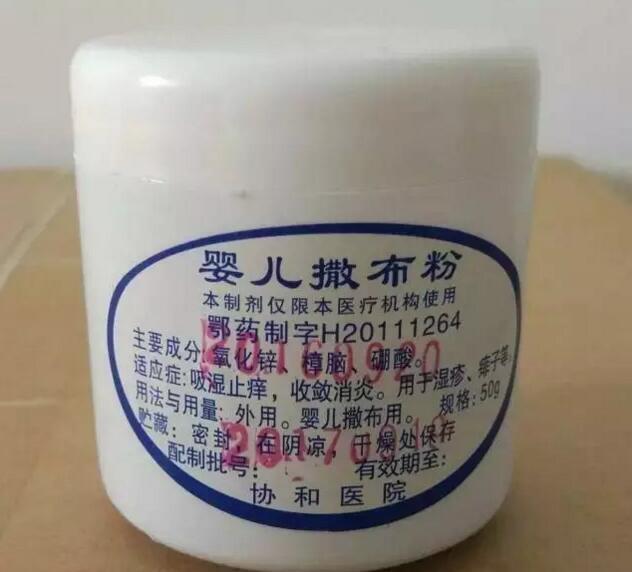 婴儿撒布粉
本制剂仅限本医疗机构使用
鄂药制字H20111264
主要成分:氧化锌、樟脑、硼酸。
适应症:吸湿止痒,收敛消炎。用于湿疹、痱子等。
用法与用量:外用。婴儿撒布用。 规格:50g
贮藏:密封,在阴凉,干燥处保存
配制批号: 有效期至:
协和医院